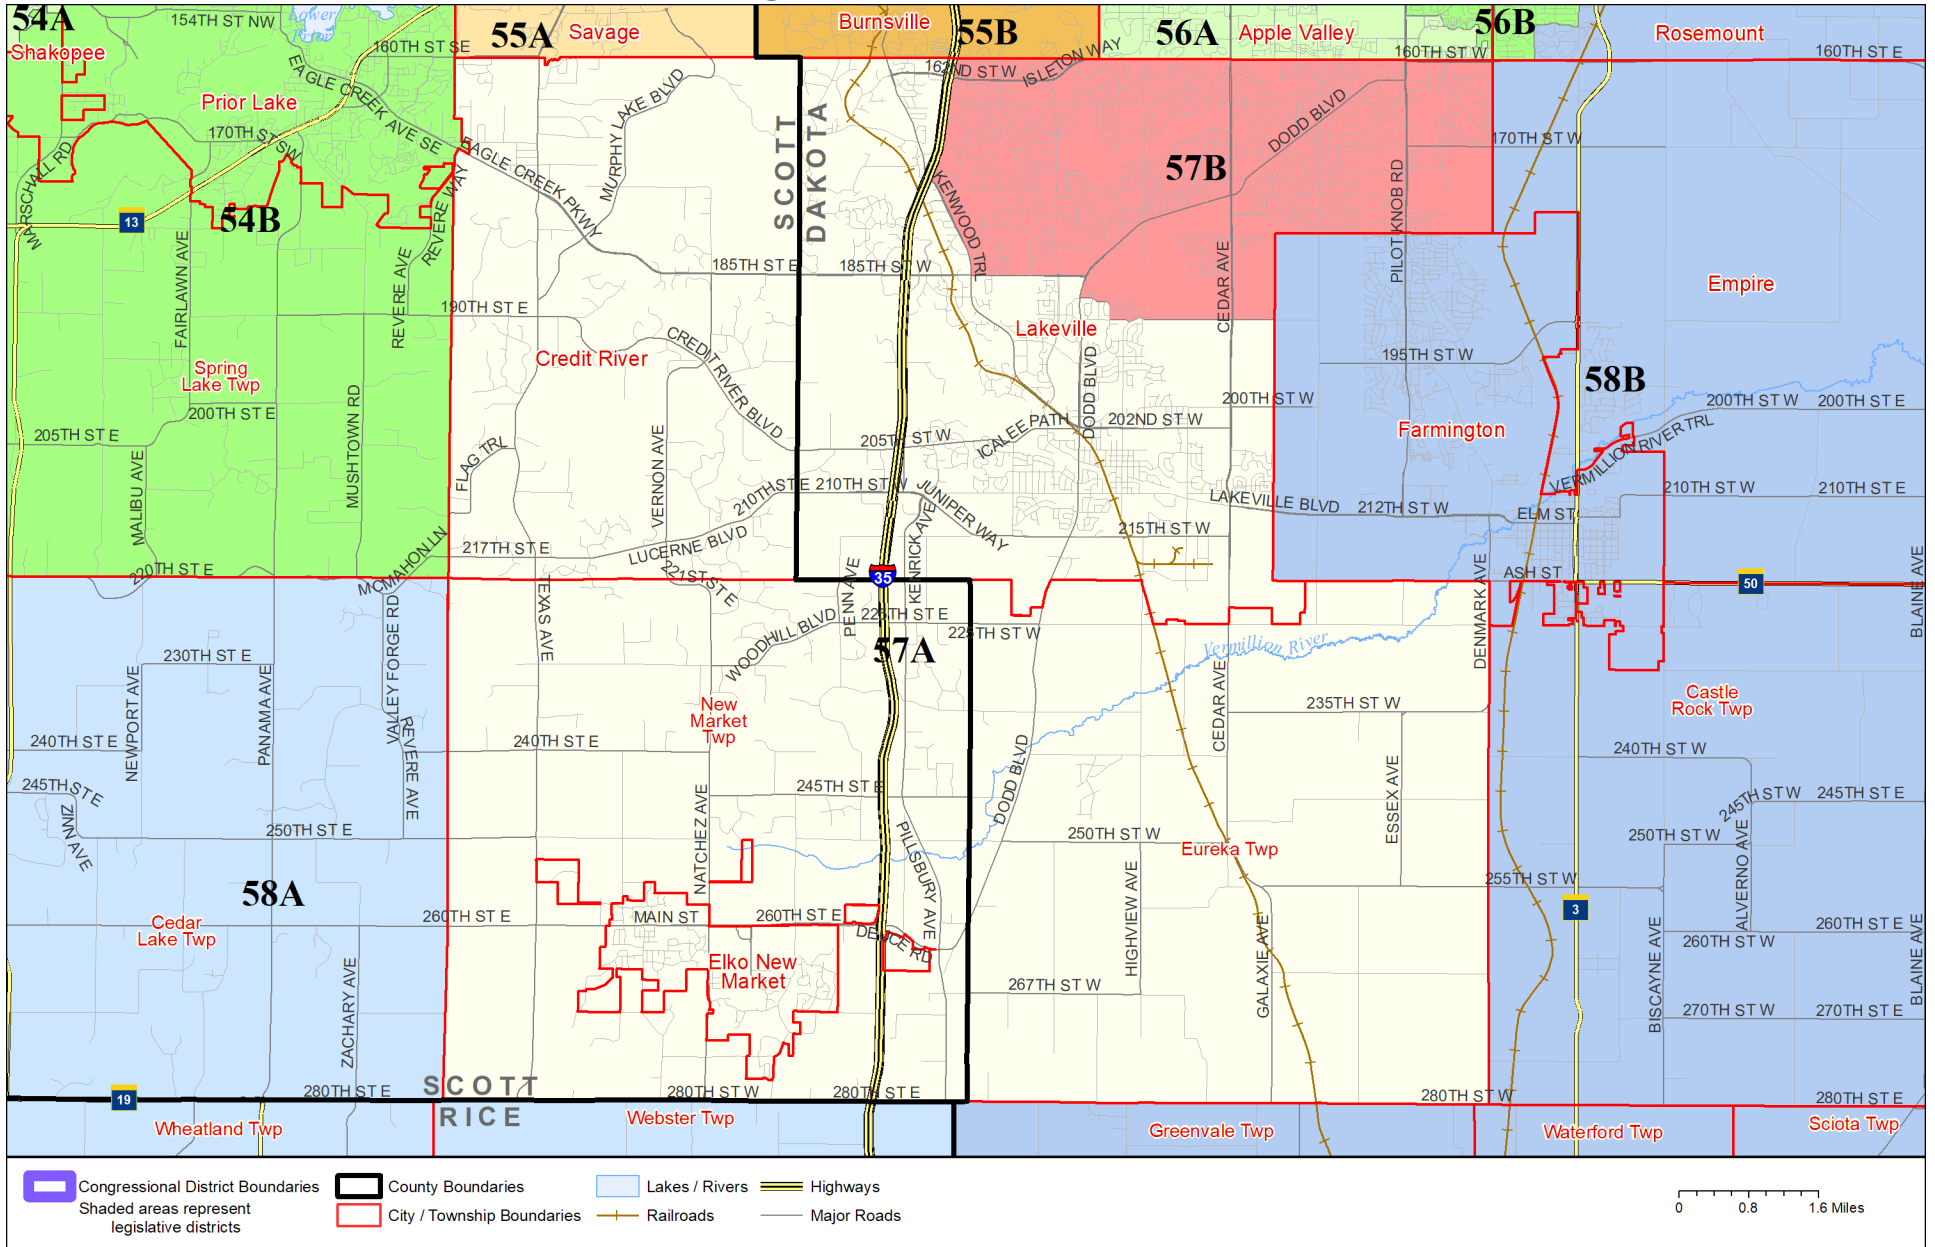 54A
154TH ST NW
Lower
Prior
Shakopee
160TH ST SE
55A
Savage
Burnsville
55B
56A
Apple Valley
56B
160TH ST W
Rosemount
160TH ST E
162ND ST W
ISLETON WAY
EAGLE CREEK AVE SE
Prior Lake
170TH ST SW
MURPHY LAKE BLVD
SCOTT
DAKOTA
DODD BLVD
170TH ST W
57B
MARSCHALL RD
EAGLE CREEK PKWY
KENWOOD TRL
PILOT KNOB RD
13
54B
REVERE WAY
FAIRLAWN AVE
REVERE AVE
185TH ST E
185TH ST W
CEDAR AVE
Empire
190TH ST E
Lakeville
CREDIT RIVER BLVD
Credit River
195TH ST W
Spring
Lake Twp
DODD BLVD
58B
MUSHTOWN RD
200TH ST E
200TH ST W
200TH ST W
200TH ST E
205TH ST E
205TH ST W
ICALEE PATH
202ND ST W
Farmington
VERMILLION RIVER TRL
FLAG TRL
VERNON AVE
MALIBU AVE
210TH ST E
210TH ST W
JUNIPER WAY
LAKEVILLE BLVD
212TH ST W
210TH ST W
210TH ST E
ELM ST
215TH ST W
217TH ST E
LUCERNE BLVD
KENRICK AVE
MCMAHON LN
220TH ST E
221ST ST E
35
ASH ST
50
TEXAS AVE
PENN AVE
225TH ST E
225TH ST W
DENMARK AVE
BLAINE AVE
VALLEY FORGE RD
WOODHILL BLVD
57A
Vermillion River
230TH ST E
NEWPORT AVE
PANAMA AVE
CEDAR AVE
235TH ST W
Castle
Rock Twp
New
Market
Twp
REVERE AVE
240TH ST E
240TH ST E
240TH ST W
DODD BLVD
ESSEX AVE
245TH ST E
245TH ST E
245TH ST W
245TH ST E
ZINN AVE
NATCHEZ AVE
250TH ST E
PILLSBURY AVE
250TH ST W
250TH ST W
Eureka Twp
ALVERNO AVE
58A
255TH ST W
3
Cedar
Lake Twp
260TH ST E
MAIN ST
260TH ST E
DEUCE RD
HIGHVIEW AVE
GALAXIE AVE
BISCAYNE AVE
260TH ST E
260TH ST W
BLAINE AVE
Elko New
Market
267TH ST W
ZACHARY AVE
270TH ST W
270TH ST E
SCOTT
19
280TH ST E
280TH ST W
280TH ST E
280TH ST W
280TH ST E
RICE
Wheatland Twp
Webster Twp
Greenvale Twp
Waterford Twp
Sciota Twp
Congressional District Boundaries
County Boundaries
Lakes / Rivers
Highways
Shaded areas represent
legislative districts
City / Township Boundaries
Railroads
Major Roads
0
0.8
1.6 Miles